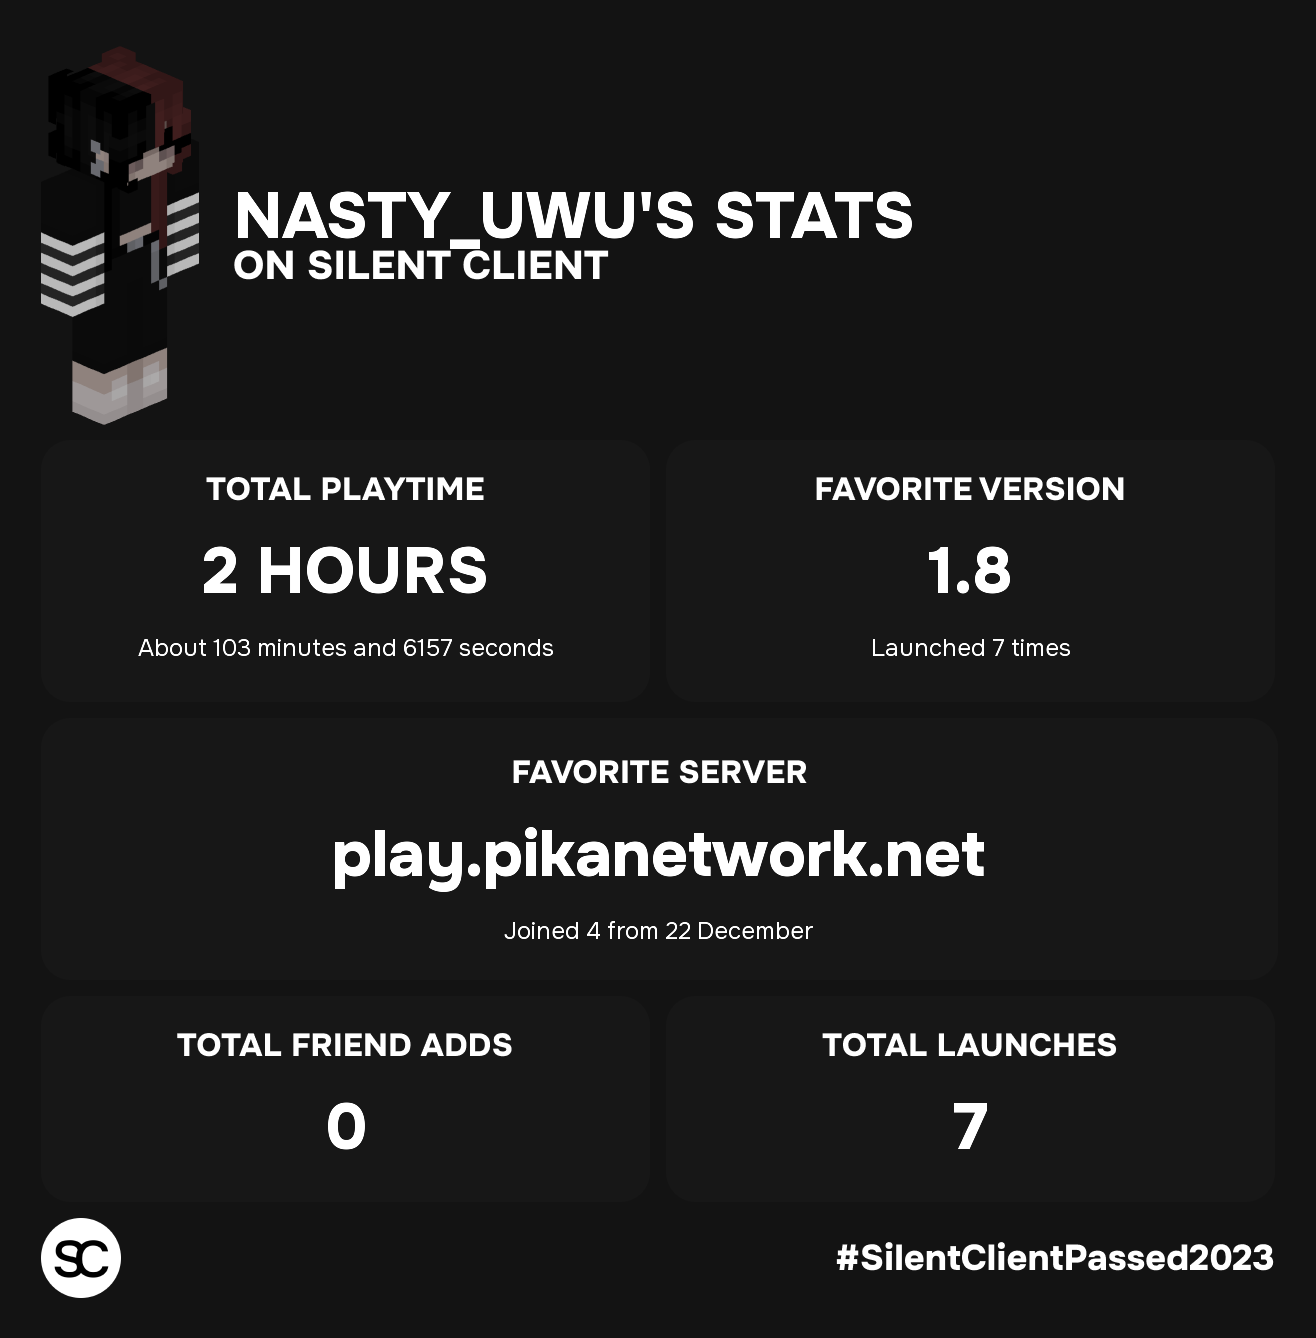 NASTY_UWU'S STATS
ON SILENT CLIENT
TOTAL PLAYTIME
2 HOURS
About 103 minutes and 6157 seconds
FAVORITE VERSION
1.8
Launched 7 times
FAVORITE SERVER
play.pikanetwork.net
Joined 4 from 22 December
TOTAL FRIEND ADDS
0
TOTAL LAUNCHES
7
SC
#SilentClientPassed2023